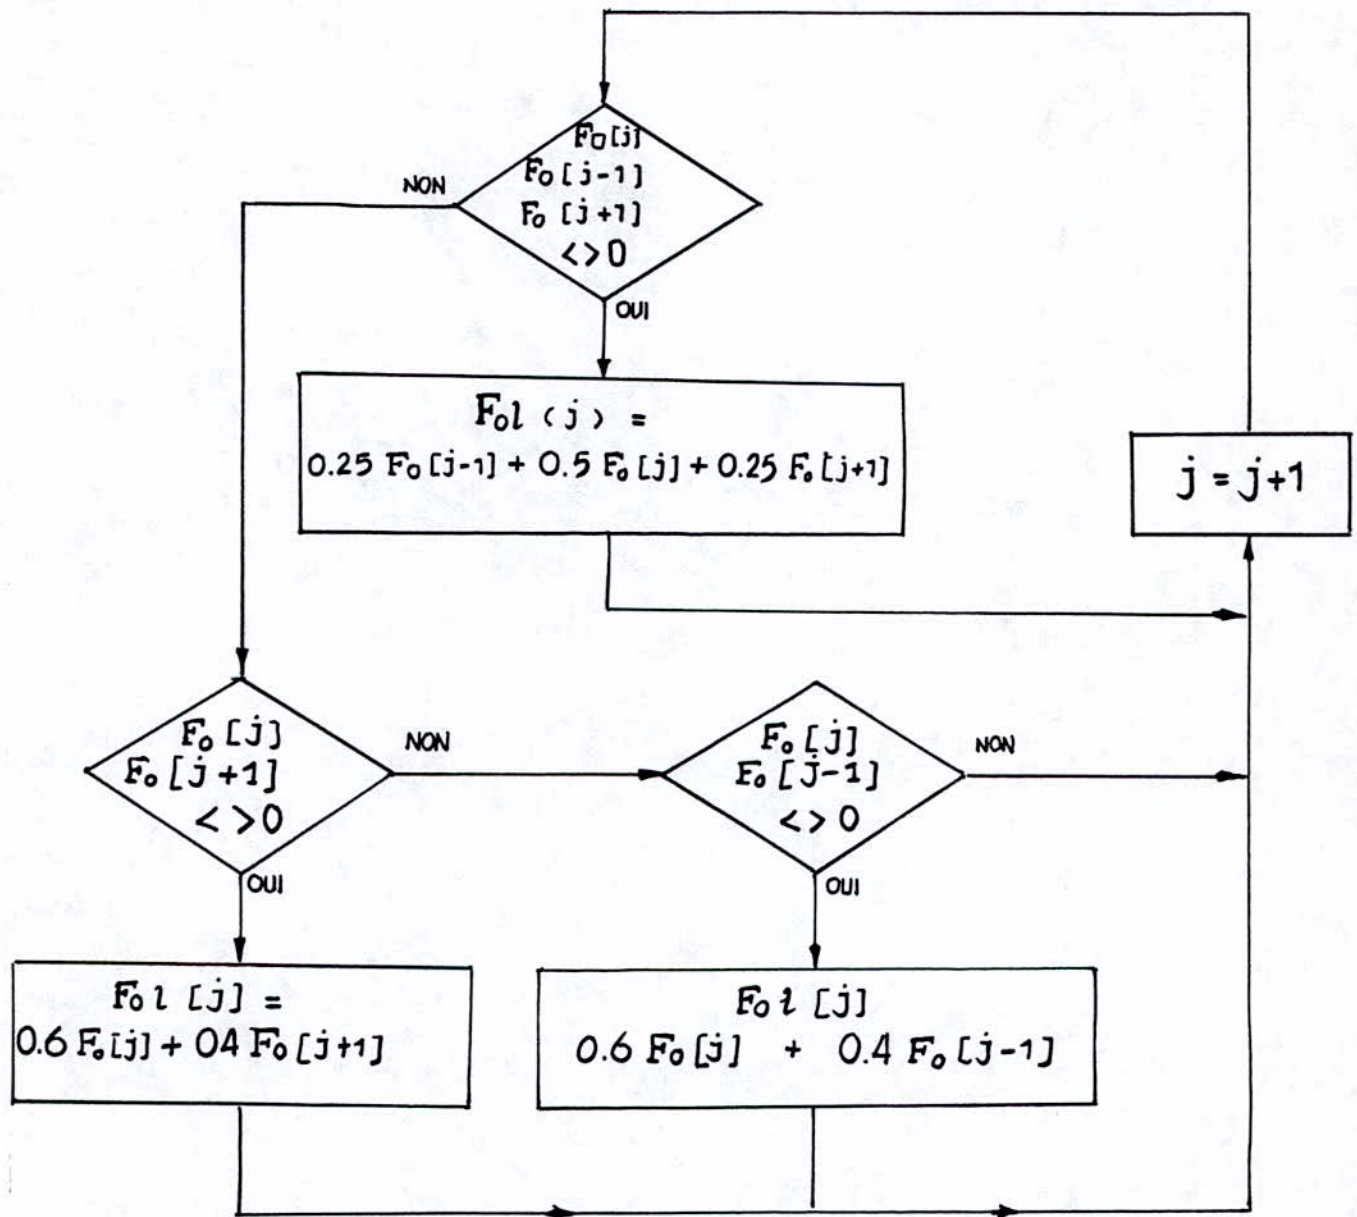 F0[j]
NON
F0 [j-1]
F0 [j+1]
<>0
OUI
F0l (j) =
0.25 F0[j-1] + 0.5 F0[j] + 0.25 F0[j+1]
j = j+1
F0 [j]
F0 [j+1]
<>0
NON
OUI
F0 [j]
F0 [j-1]
<>0
NON
OUI
F0 l [j] =
0.6 F0[j] + 04 F0[j+1]
F0 l [j]
0.6 F0[j] + 0.4 F0[j-1]